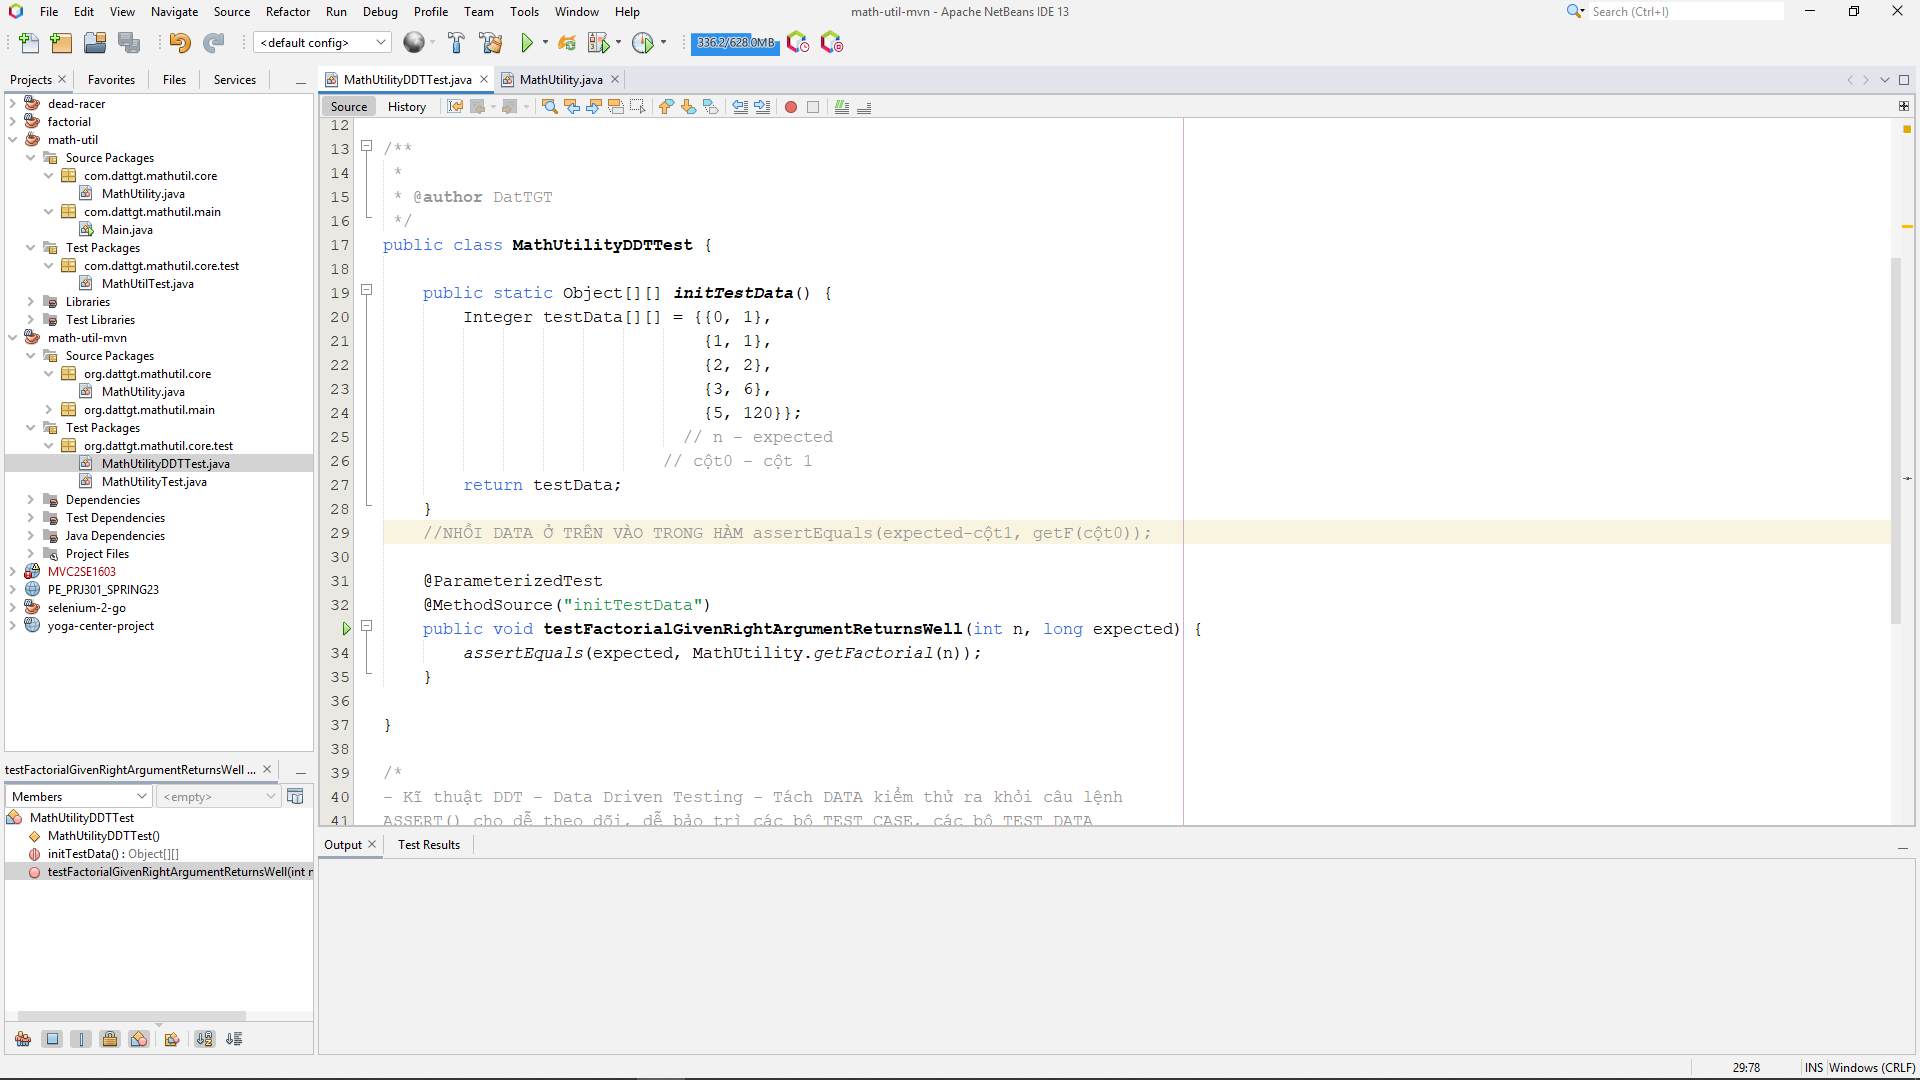 File Edit View Navigate Source Refactor Run Debug Profile Team Tools Window Help
math-util-mvn - Apache NetBeans IDE 13
Search (Ctrl+I)
<default config>
336.2/628.0MB
Projects Favorites Files Services
dead-racer
factorial
math-util
Source Packages
com.dattgt.mathutil.core
MathUtility.java
com.dattgt.mathutil.main
Main.java
Test Packages
com.dattgt.mathutil.core.test
MathUtilTest.java
Libraries
Test Libraries
math-util-mvn
Source Packages
org.dattgt.mathutil.core
MathUtility.java
org.dattgt.mathutil.main
Test Packages
org.dattgt.mathutil.core.test
MathUtilityDDTTest.java
MathUtilityTest.java
Dependencies
Test Dependencies
Java Dependencies
Project Files
MVC2SE1603
PE_PRJ301_SPRING23
selenium-2-go
yoga-center-project
testFactorialGivenRightArgumentReturnsWell ...
Members
<empty>
MathUtilityDDTTest
MathUtilityDDTTest()
initTestData() : Object[][]
testFactorialGivenRightArgumentReturnsWell(int n
MathUtilityDDTTest.java MathUtility.java
Source History
12
13 /**
14 *
15 * @author DatTGT
16 */
17 public class MathUtilityDDTTest {
18
19 public static Object[][] initTestData() {
20 Integer testData[][] = {{0, 1},
21 {1, 1},
22 {2, 2},
23 {3, 6},
24 {5, 120}};
25 // n - expected
26 // cột0 - cột 1
27 return testData;
28 }
29 //NHỒI DATA Ở TRÊN VÀO TRONG HÀM assertEquals(expected-cột1, getF(cột0));
30
31 @ParameterizedTest
32 @MethodSource("initTestData")
public void testFactorialGivenRightArgumentReturnsWell(int n, long expected) {
34 assertEquals(expected, MathUtility.getFactorial(n));
35 }
36
37 }
38
39 /*
40 - Kĩ thuật DDT - Data Driven Testing - Tách DATA kiểm thử ra khỏi câu lệnh
41 ASSERT() cho dễ theo dõi, dễ bảo trì các bộ TEST CASE, các bộ TEST DATA
Output Test Results
29:78 INS Windows (CRLF)